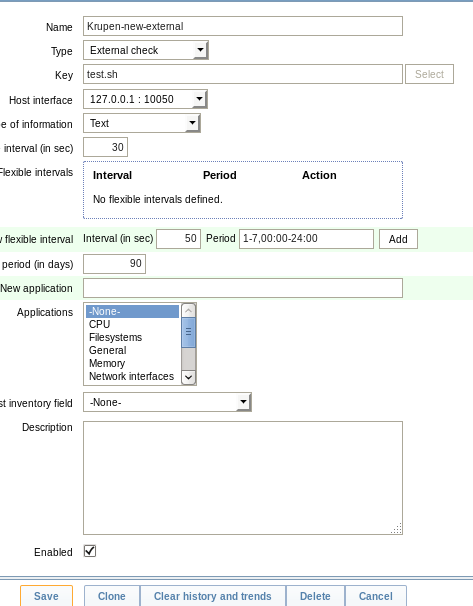 Name Krupen-new-external
Type External check
Key test.sh Select
Host interface 127.0.0.1 : 10050
e of information Text
interval (in sec) 30
lexible intervals Interval Period Action
No flexible intervals defined.
flexible interval Interval (in sec) 50 Period 1-7,00:00-24:00 Add
period (in days) 90
New application
Applications -None-
CPU
Filesystems
General
Memory
Network interfaces
st inventory field -None-
Description
Enabled
Save Clone Clear history and trends Delete Cancel